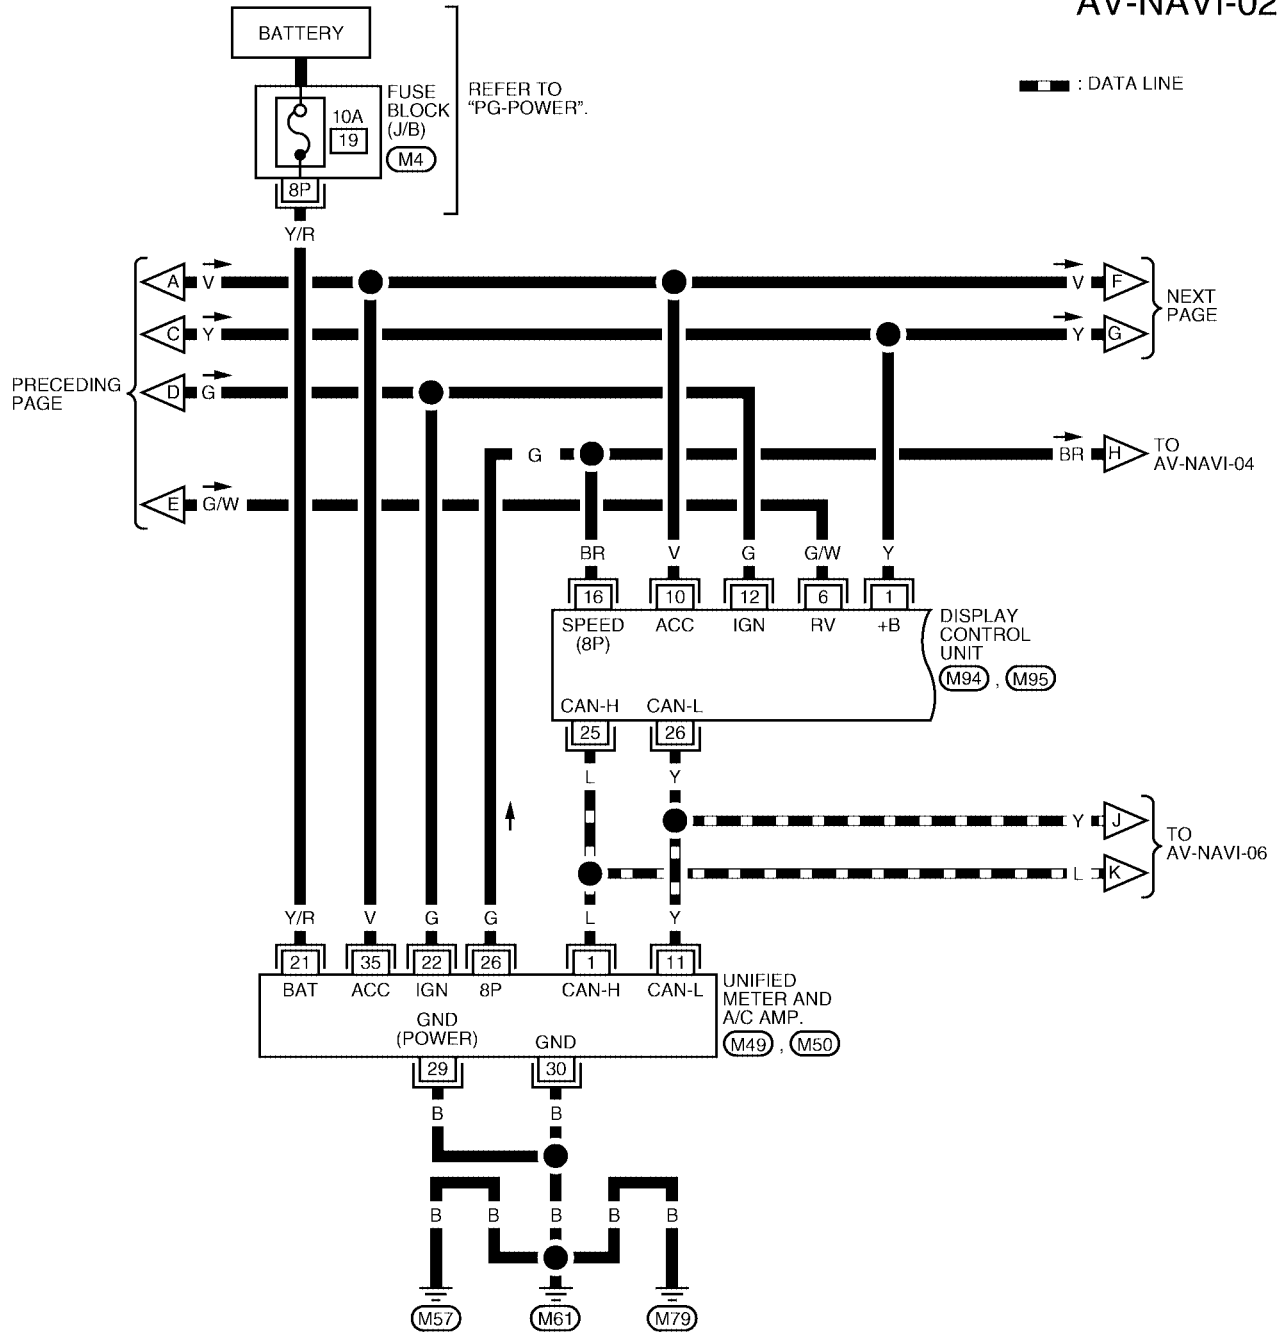 AV-NAVI-02
BATTERY
: DATA LINE
FUSE
BLOCK
(J/B)
REFER TO
"PG-POWER".
10A
19
M4
8P
Y/R
A V V F
C Y Y G
NEXT
PAGE
PRECEDING
PAGE
D G
G BR H
TO
AV-NAVI-04
E G/W
BR V G G/W Y
16 10 12 6 1
SPEED
(8P)
ACC IGN RV +B
DISPLAY
CONTROL
UNIT
M94 , M95
CAN-H CAN-L
25 26
L Y
Y J
L K
TO
AV-NAVI-06
Y/R V G G L Y
21 35 22 26 1 11
BAT ACC IGN 8P CAN-H CAN-L
UNIFIED
METER AND
A/C AMP.
M49 , M50
GND
(POWER)
GND
29 30
B B
B B B B B
M57 M61 M79